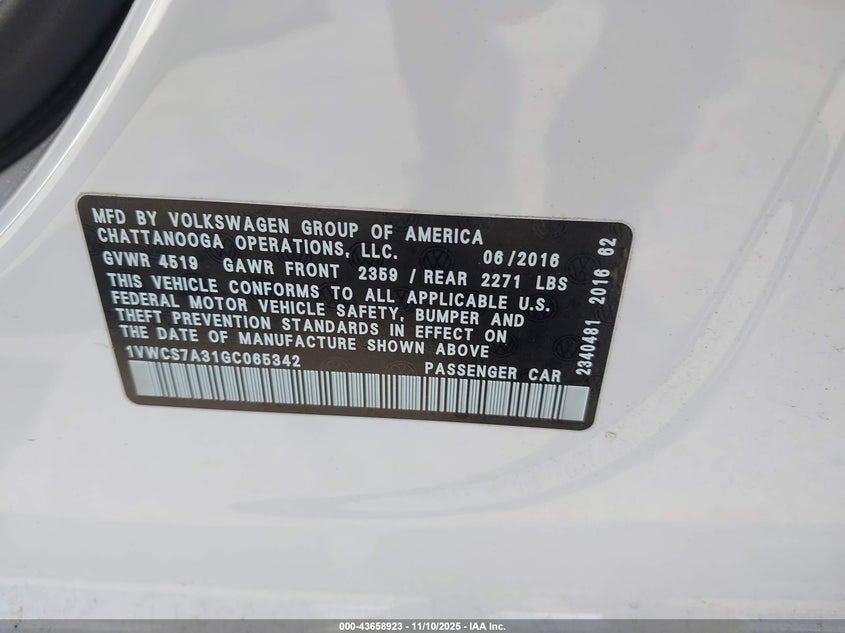 MFD BY VOLKSWAGEN GROUP OF AMERICA
CHATTANOOGA OPERATIONS, LLC. 06/2016
GVWR 4519 GAWR FRONT 2359 / REAR 2271 LBS
THIS VEHICLE CONFORMS TO ALL APPLICABLE U.S.
FEDERAL MOTOR VEHICLE SAFETY, BUMPER AND
THEFT PREVENTION STANDARDS IN EFFECT ON
THE DATE OF MANUFACTURE SHOWN ABOVE
1VWCS7A31GC065342 PASSENGER CAR
2340481 2016 62
000-43658923 - 11/10/2025 - IAA Inc.